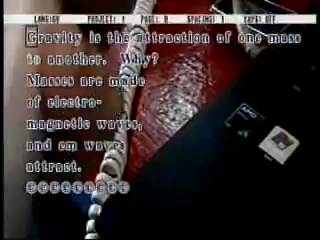 Gravity is the attraction of one mass
to another. Why?
Masses are made
of electro-
magnetic waves,
and em waves
attract.